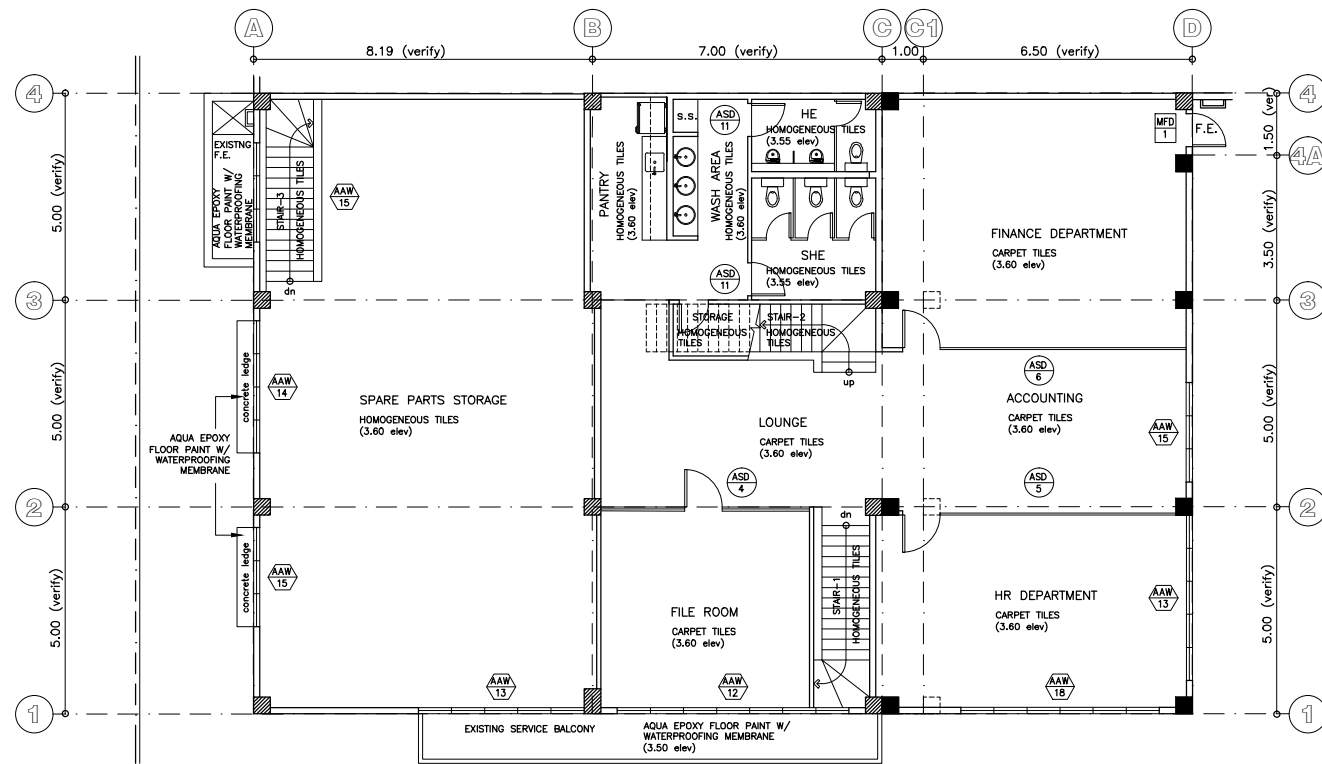 A
B
C
C1
D
8.19 (verify)
7.00 (verify)
1.00
6.50 (verify)
4
4
4A
3
3
2
2
1
1
5.00 (verify)
5.00 (verify)
5.00 (verify)
1.50 (ver)
3.50 (verify)
5.00 (verify)
5.00 (verify)
EXISTNG
F.E.
AQUA EPOXY
FLOOR PAINT W/
WATERPROOFING
MEMBRANE
STAIR-3
HOMOGENEOUS TILES
dn
AAW
15
PANTRY
HOMOGENEOUS TILES
(3.60 elev)
S.S.
ASD
11
WASH AREA
HOMOGENEOUS TILES
(3.60 elev)
HE
HOMOGENEOUS TILES
(3.55 elev)
SHE
HOMOGENEOUS TILES
(3.55 elev)
ASD
11
MFD
1
F.E.
FINANCE DEPARTMENT
CARPET TILES
(3.60 elev)
STORAGE
HOMOGENEOUS
TILES
STAIR-2
HOMOGENEOUS
TILES
up
concrete ledge
AAW
14
AQUA EPOXY
FLOOR PAINT W/
WATERPROOFING
MEMBRANE
SPARE PARTS STORAGE
HOMOGENEOUS TILES
(3.60 elev)
LOUNGE
CARPET TILES
(3.60 elev)
ASD
4
ASD
6
ACCOUNTING
CARPET TILES
(3.60 elev)
AAW
15
ASD
5
concrete ledge
AAW
15
dn
STAIR-1
HOMOGENEOUS TILES
FILE ROOM
CARPET TILES
(3.60 elev)
HR DEPARTMENT
CARPET TILES
(3.60 elev)
AAW
13
AAW
13
AAW
12
AAW
18
EXISTING SERVICE BALCONY
AQUA EPOXY FLOOR PAINT W/
WATERPROOFING MEMBRANE
(3.50 elev)